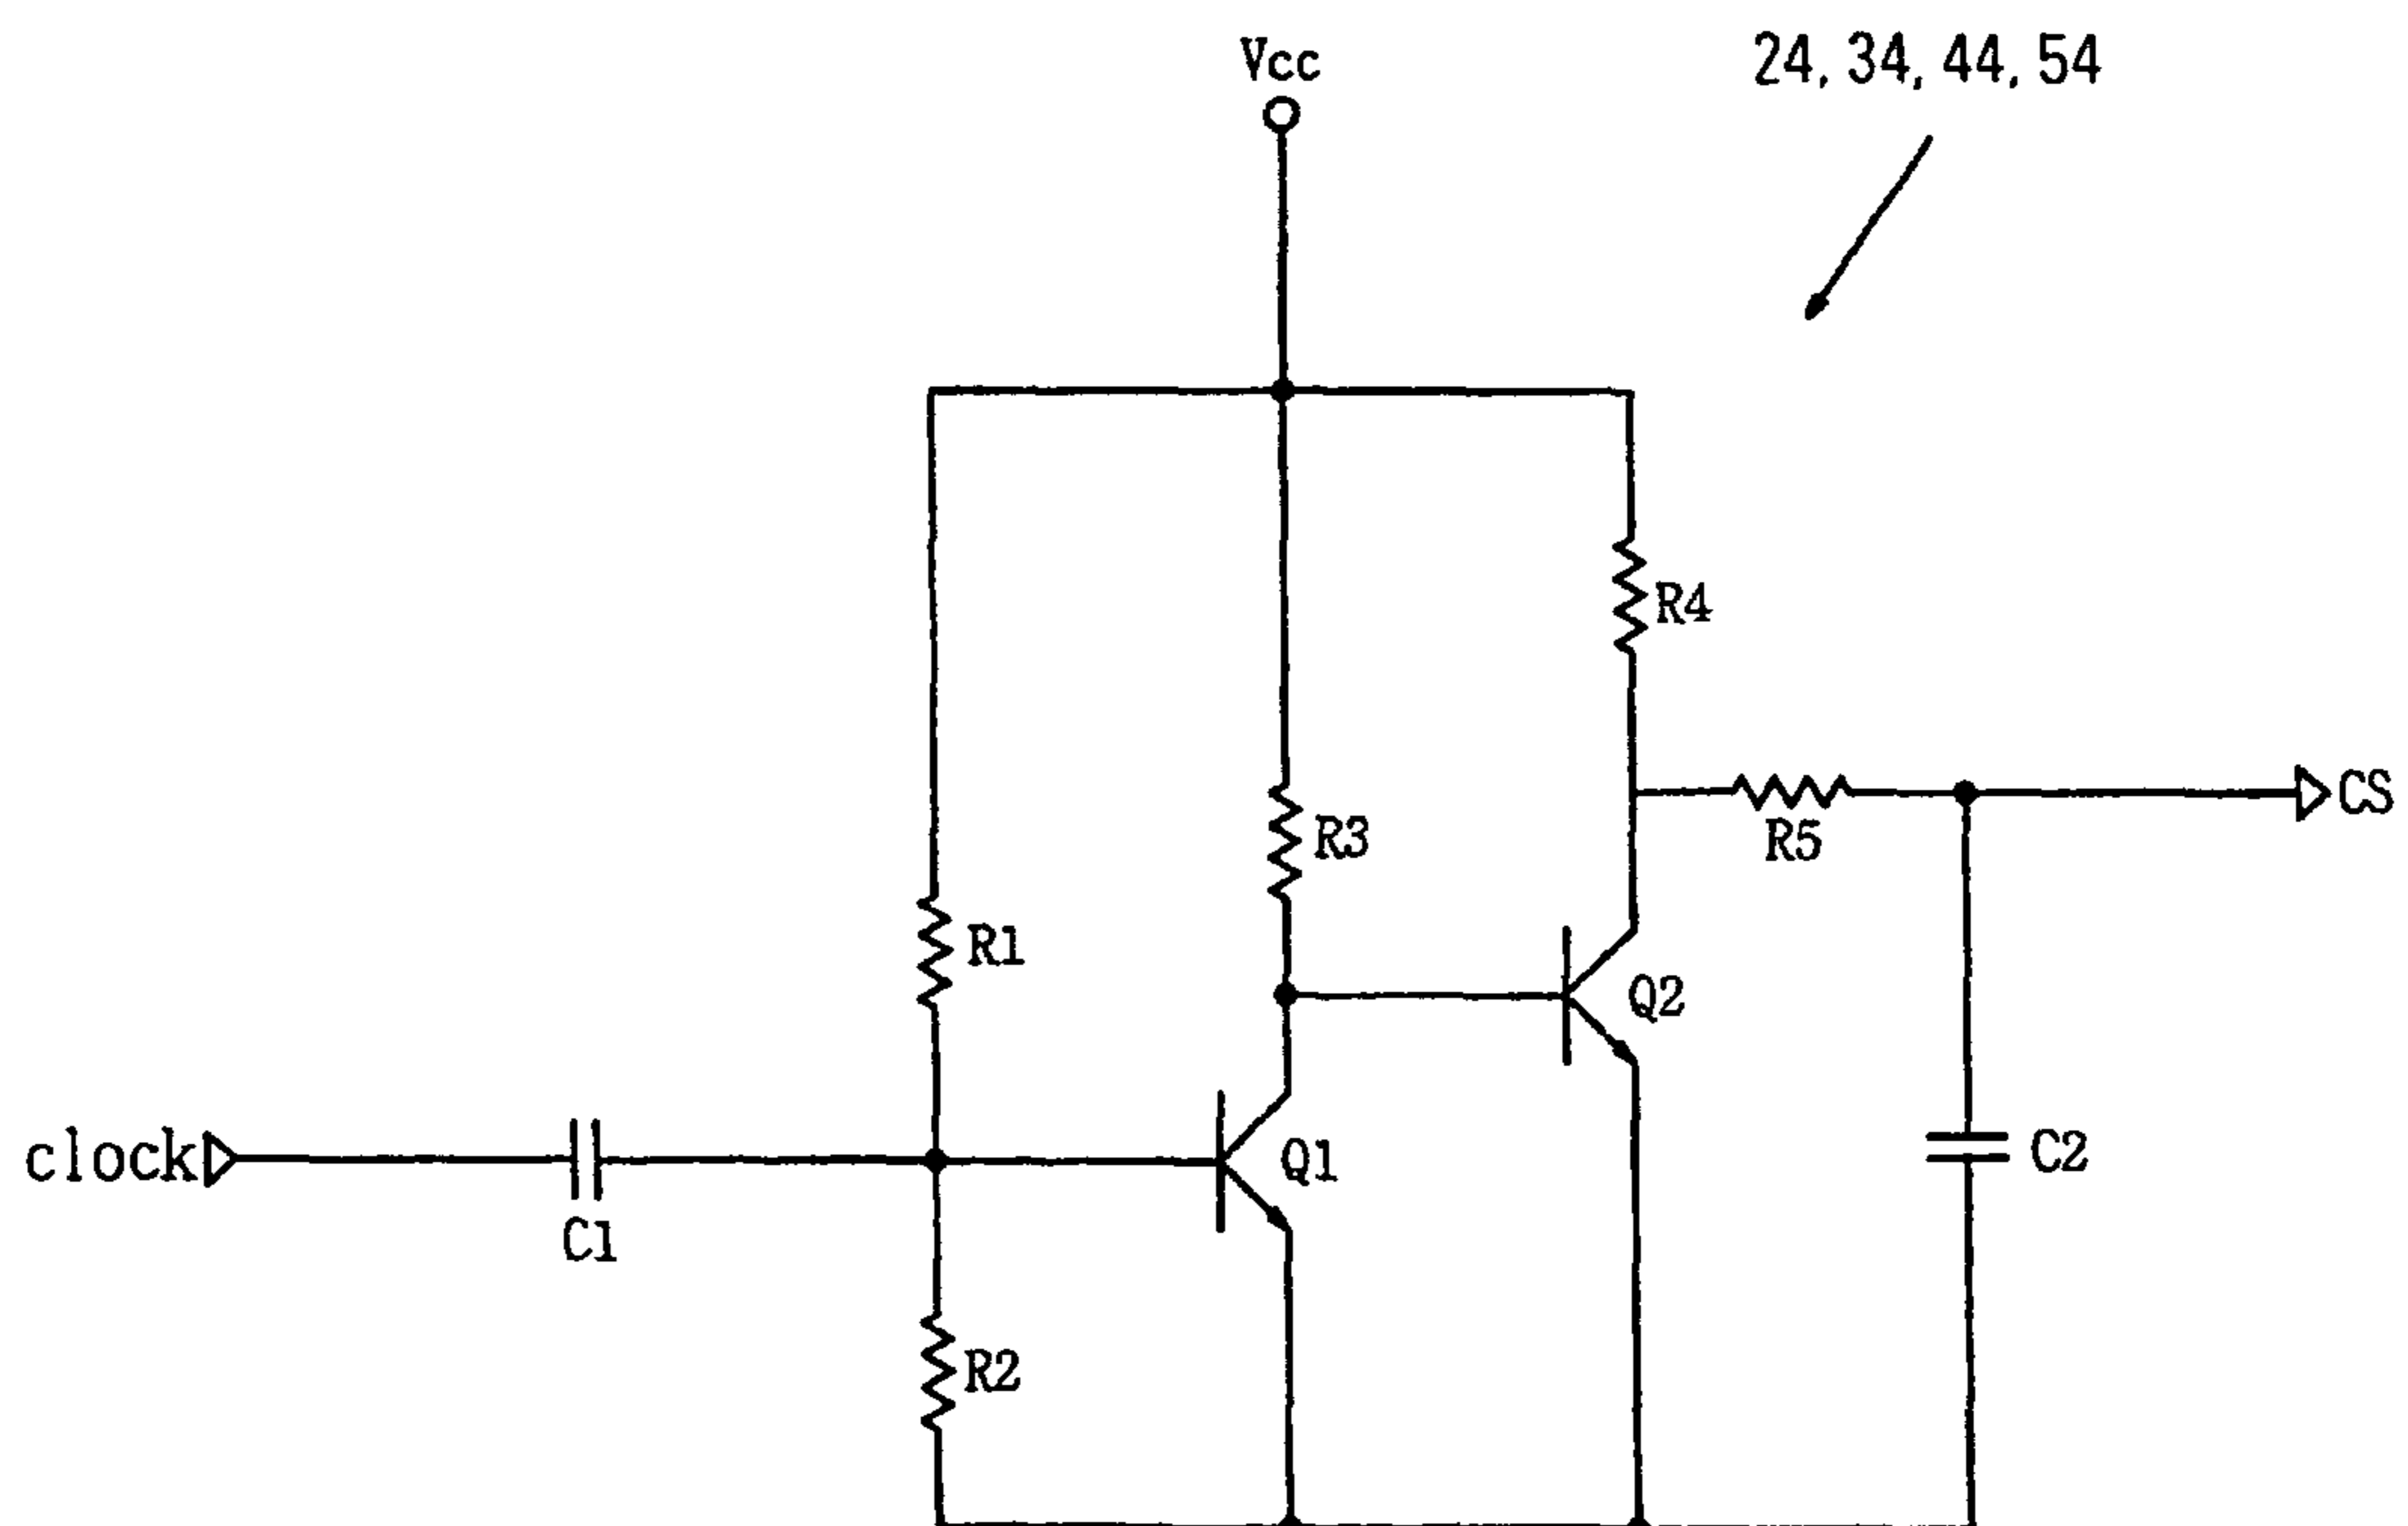 Vcc
24, 34, 44, 54
R4
CS
R5
R3
R1
Q2
clock
Q1
C2
C1
R2